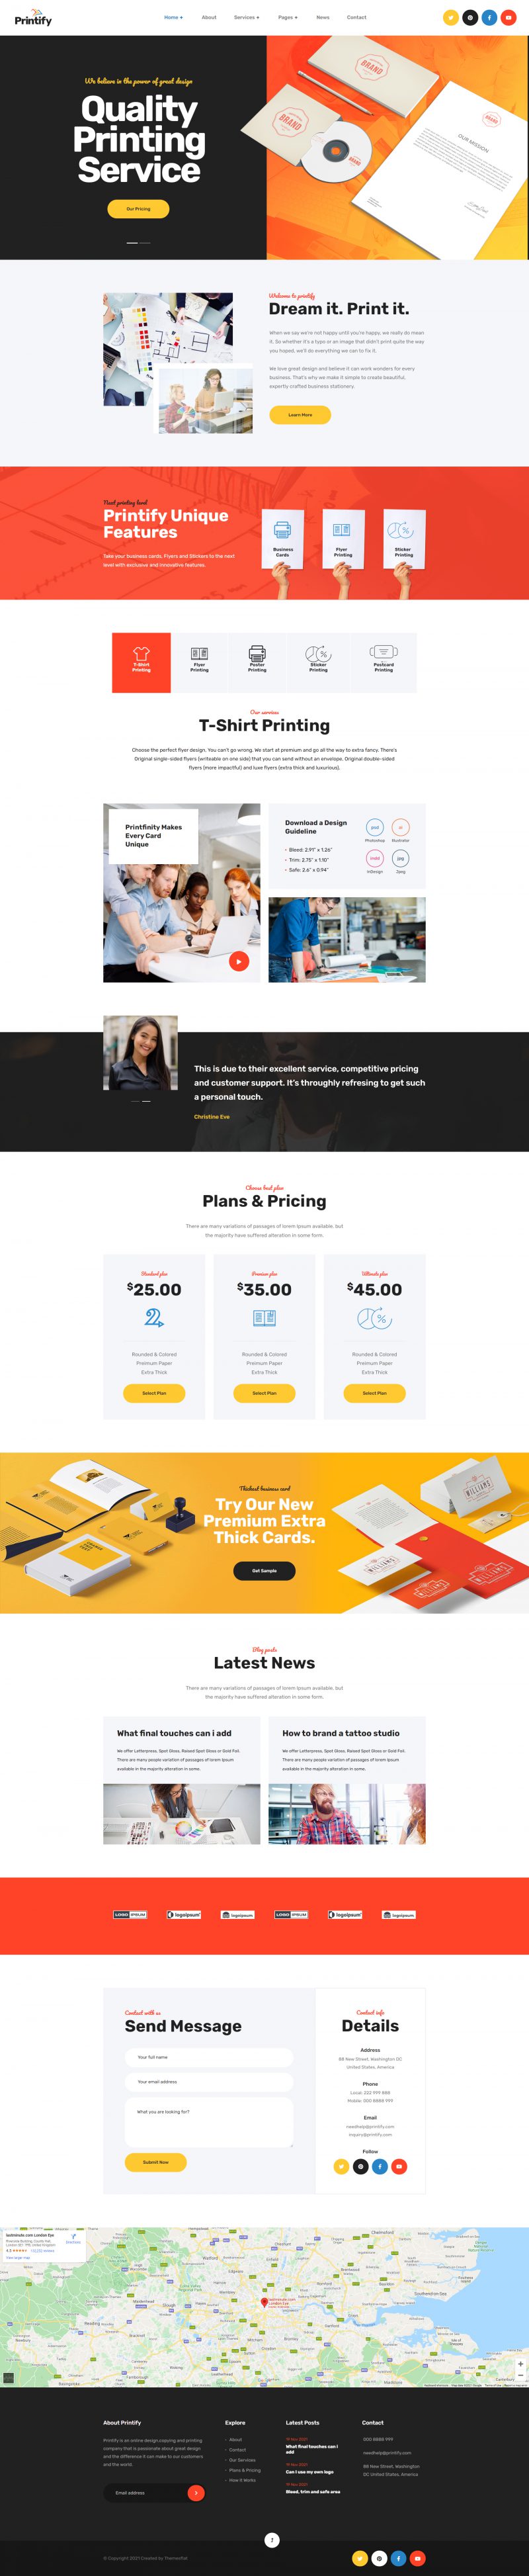 Printify
Home
About
Services
Pages
News
Contact
We believe in the power of great design
Quality
Printing
Service
Our Pricing
BRAND
BRAND
BRAND
OUR MISSION
Welcome to printify
Dream it. Print it.
When we say we're not happy until you're happy, we really do mean
it. So whether it's a typo or an image that didn't print quite the way
you hoped, we'll do everything we can to fix it.
We love great design and believe it can work wonders for every
business. That's why we make it simple to create beautiful,
expertly crafted business stationery.
Learn More
Printify Unique
Features
Take your business cards, Flyers and Stickers to the next
level with exclusive and innovative features.
Business
Cards
Flyer
Printing
Sticker
Printing
T-Shirt
Printing
Flyer
Printing
Poster
Printing
Sticker
Printing
Postcard
Printing
Our services
T-Shirt Printing
Choose the perfect flyer design. You can't go wrong. We start at premium and go all the way to extra fancy. There's
Original single-sided flyers (writeable on one side) that you can send without an envelope. Original double-sided
flyers (more impactful) and luxe flyers (extra thick and luxurious).
Printfinity Makes
Every Card
Unique
Download a Design
Guideline
Bleed: 2.91" x 1.26"
Trim: 2.75" x 1.10"
Safe: 2.6" x 0.94"
psd
Photoshop
ai
Illustrator
indd
InDesign
jpg
Jpeg
This is due to their excellent service, competitive pricing
and customer support. It's throughly refresing to get such
a personal touch.
Christine Eve
Choose best plan
Plans & Pricing
There are many variations of passages of lorem Ipsum available, but
the majority have suffered alteration in some form.
Standard plan
$25.00
Rounded & Colored
Preimum Paper
Extra Thick
Select Plan
Premium plan
$35.00
Rounded & Colored
Preimum Paper
Extra Thick
Select Plan
Ultimate plan
$45.00
Rounded & Colored
Preimum Paper
Extra Thick
Select Plan
Thickest business card
Try Our New
Premium Extra
Thick Cards.
Get Sample
WILLIAMS
WILLIAMS
Blog posts
Latest News
There are many variations of passages of lorem Ipsum available, but
the majority have suffered alteration in some form.
What final touches can i add
We offer Letterpress, Spot Gloss, Raised Spot Gloss or Gold Foil.
There are many people variation of passages of lorem Ipsum
available in the majority alteration in some.
How to brand a tattoo studio
We offer Letterpress, Spot Gloss, Raised Spot Gloss or Gold Foil.
There are many people variation of passages of lorem Ipsum
available in the majority alteration in some.
LOGO IPSUM
logoipsum
logoipsum
LOGO IPSUM
logoipsum
logoipsum
Contact with us
Send Message
Your full name
Your email address
What you are looking for?
Submit Now
Contact info
Details
Address
88 New Street, Washington DC
United States, America
Phone
Local: 222 999 888
Mobile: 000 8888 999
Email
needhelp@printify.com
inquiry@printify.com
Follow
lastminute.com London Eye
View larger map
Directions
About Printify
Printify is an online design copying and printing
company that is passionate about great design
and the difference it can make to our customers
and the world.
Email address
Explore
About
Contact
Our Services
Plans & Pricing
How It Works
Latest Posts
19 Nov 2021
What final touches can i
add
19 Nov 2021
Can I use my own logo
19 Nov 2021
Bleed, trim and safe area
Contact
000 8888 999
needhelp@printify.com
88 New Street, Washington
DC United States, America
© Copyright 2021 Created by Themesflat